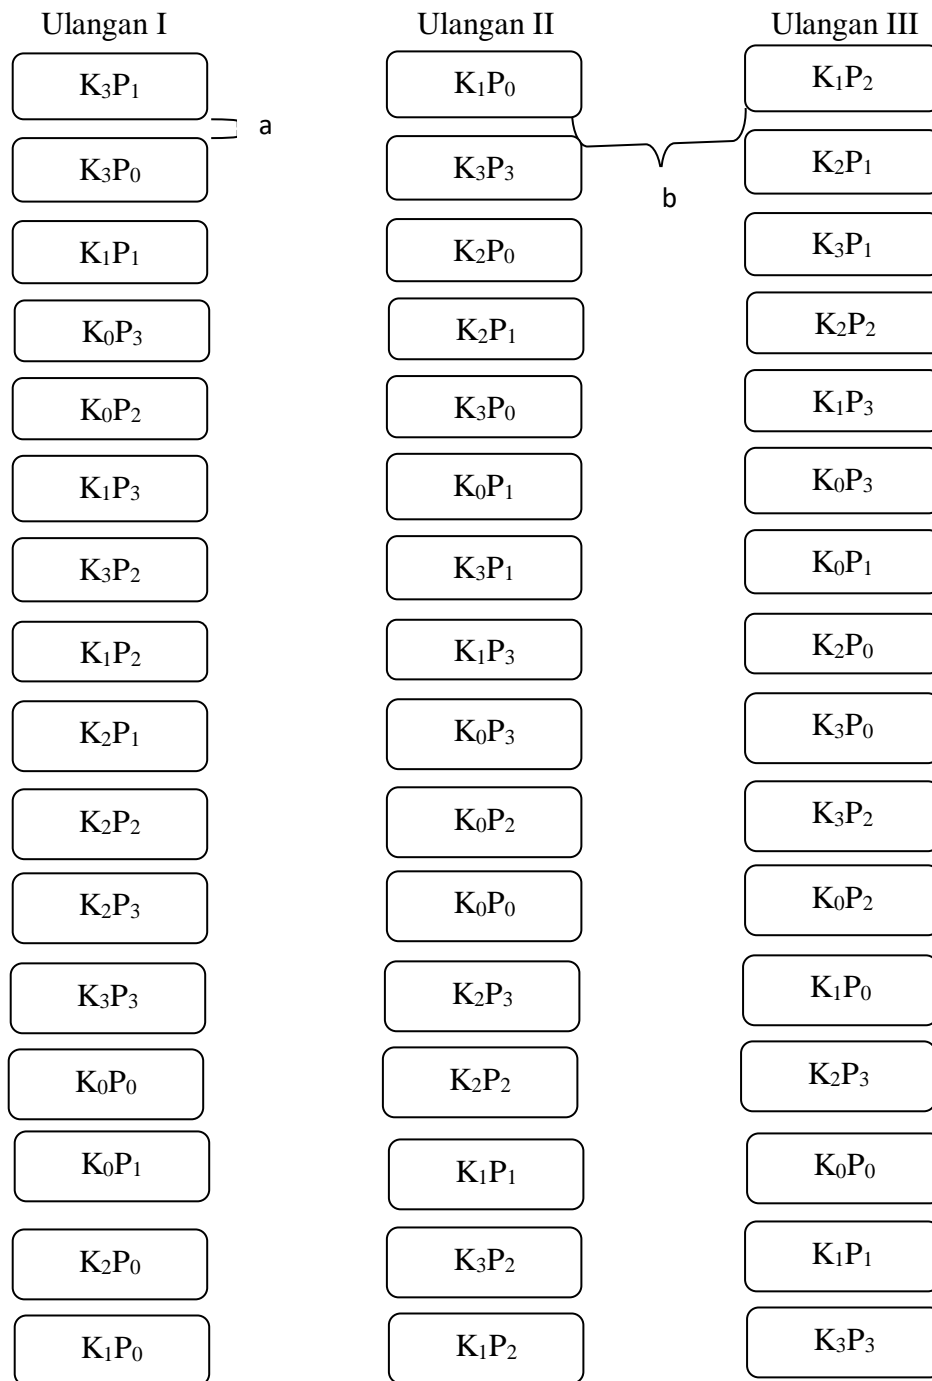 Ulangan I Ulangan II Ulangan III
K₃P₁ K₁P₀ K₁P₂
a
K₃P₀ K₃P₃ K₂P₁
b
K₁P₁ K₂P₀ K₃P₁
K₀P₃ K₂P₁ K₂P₂
K₀P₂ K₃P₀ K₁P₃
K₁P₃ K₀P₁ K₀P₃
K₃P₂ K₃P₁ K₀P₁
K₁P₂ K₁P₃ K₂P₀
K₂P₁ K₀P₃ K₃P₀
K₂P₂ K₀P₂ K₃P₂
K₂P₃ K₀P₀ K₀P₂
K₃P₃ K₂P₃ K₁P₀
K₀P₀ K₂P₂ K₂P₃
K₀P₁ K₁P₁ K₀P₀
K₂P₀ K₃P₂ K₁P₁
K₁P₀ K₁P₂ K₃P₃